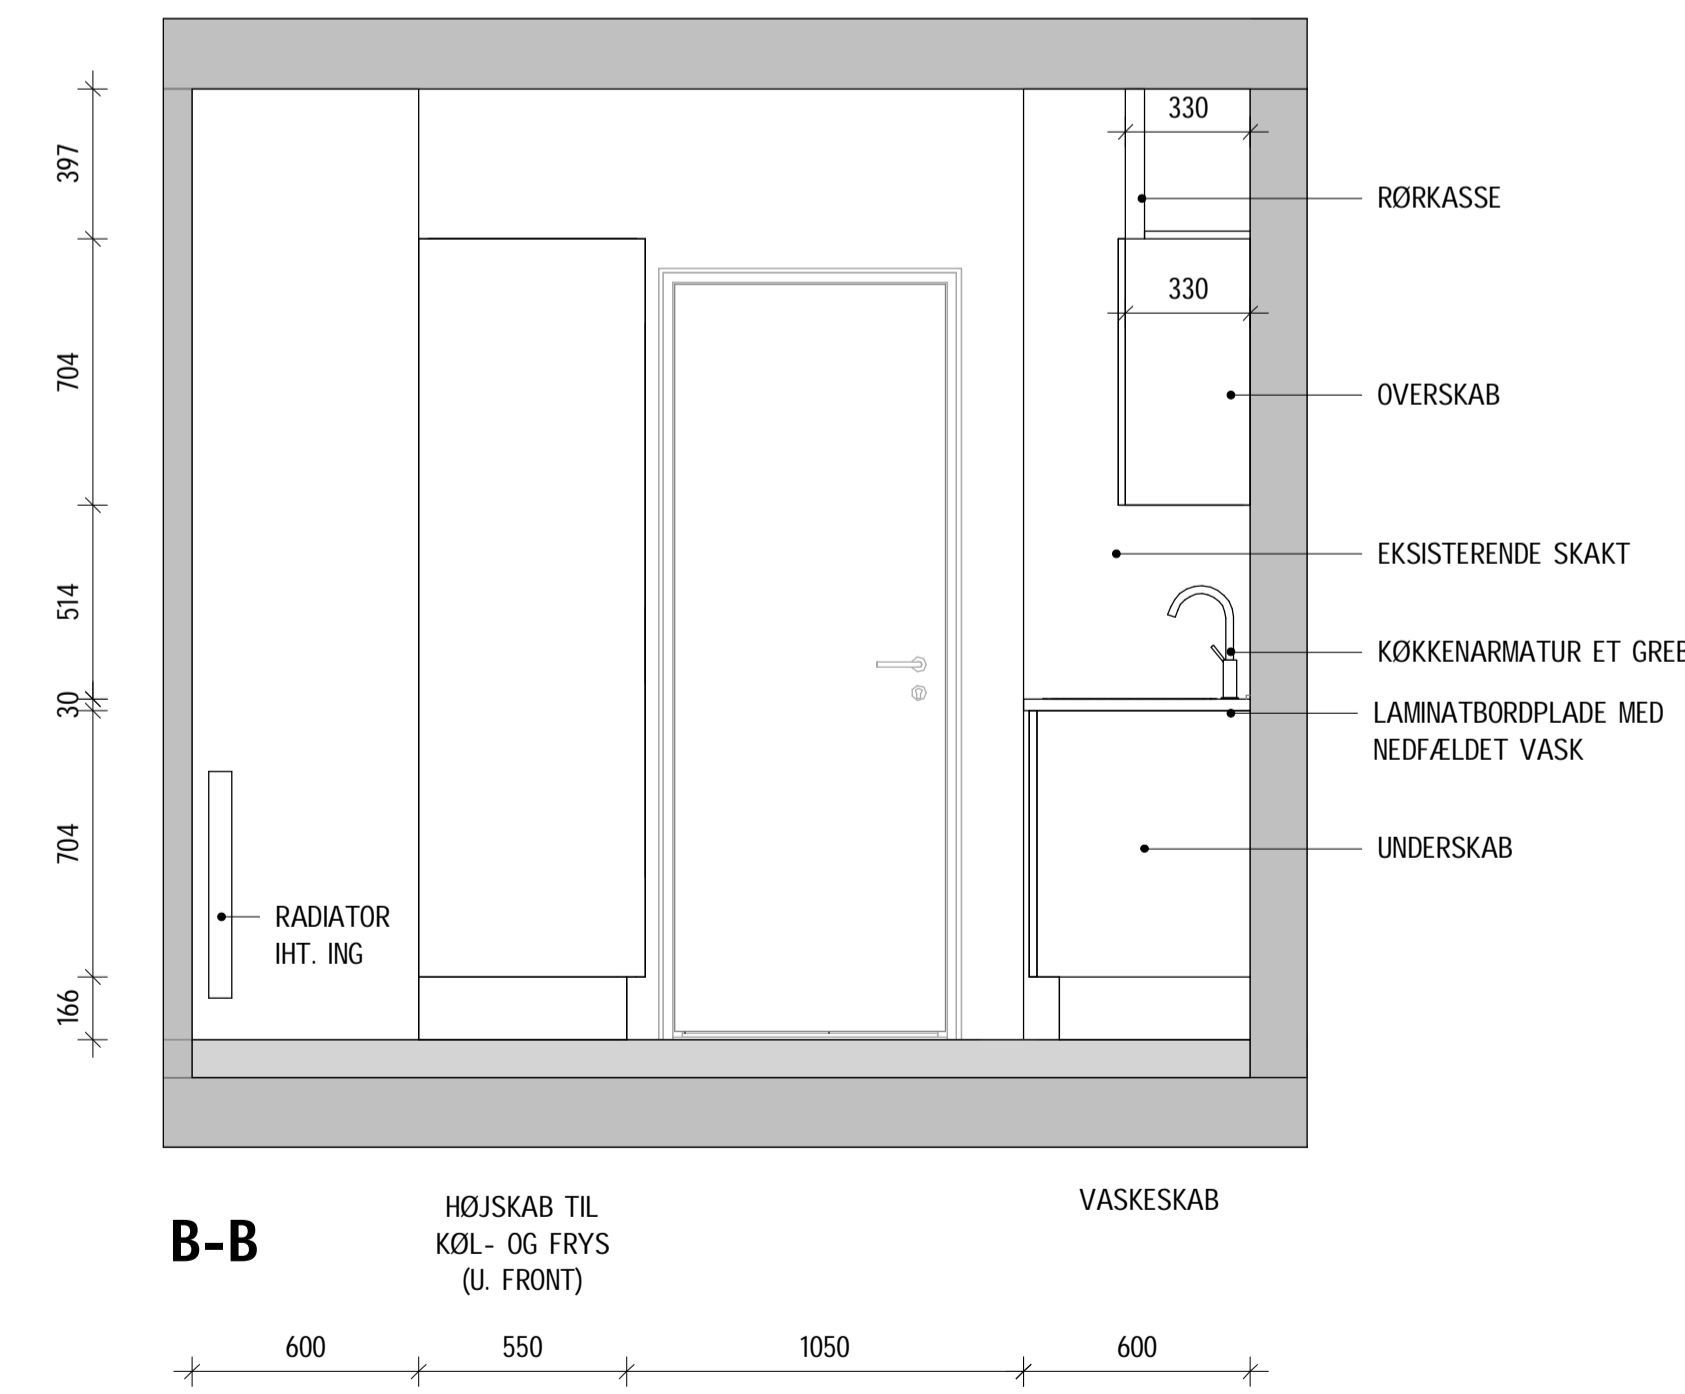 330
RØRKASSE
397
330
704
OVERSKAB
EKSISTERENDE SKAKT
514
KØKKENARMATUR ET GREB
30
LAMINATBORDPLADE MED
NEDFÆLDET VASK
704
UNDERSKAB
RADIATOR
IHT. ING
166
B-B
HØJSKAB TIL
KØL- OG FRYS
(U. FRONT)
VASKESKAB
600
550
1050
600